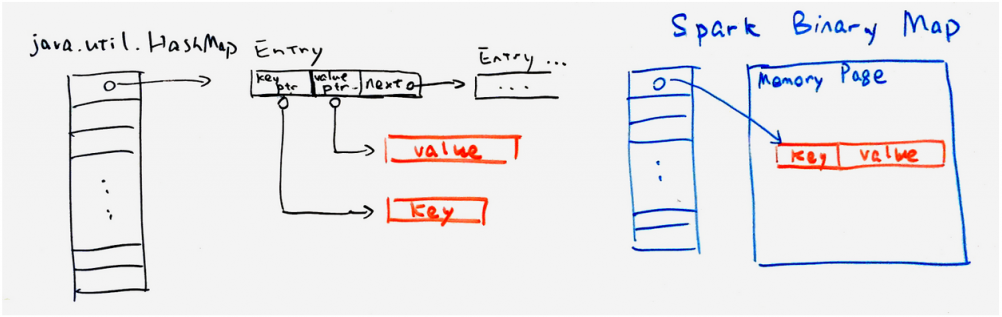 java.util.HashMap
Entry
key ptr
value ptr
next
Entry...
...
value
key
Spark Binary Map
Memory Page
key
value